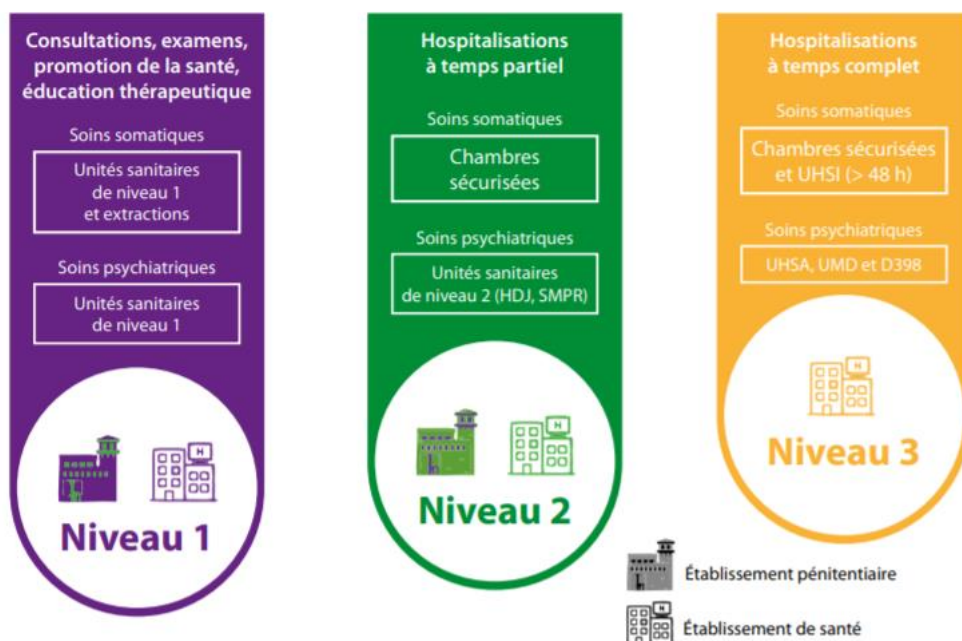 Consultations, examens,
promotion de la santé,
éducation thérapeutique
Soins somatiques
Unités sanitaires
de niveau 1
et extractions
Soins psychiatriques
Unités sanitaires
de niveau 1
Niveau 1
Hospitalisations
à temps partiel
Soins somatiques
Chambres
sécurisées
Soins psychiatriques
Unités sanitaires
de niveau 2 (HDJ, SMPR)
Niveau 2
Hospitalisations
à temps complet
Soins somatiques
Chambres sécurisées
et UHSI (> 48 h)
Soins psychiatriques
UHSA, UMD et D398
Niveau 3
Établissement pénitentiaire
Établissement de santé
H
H
H
H